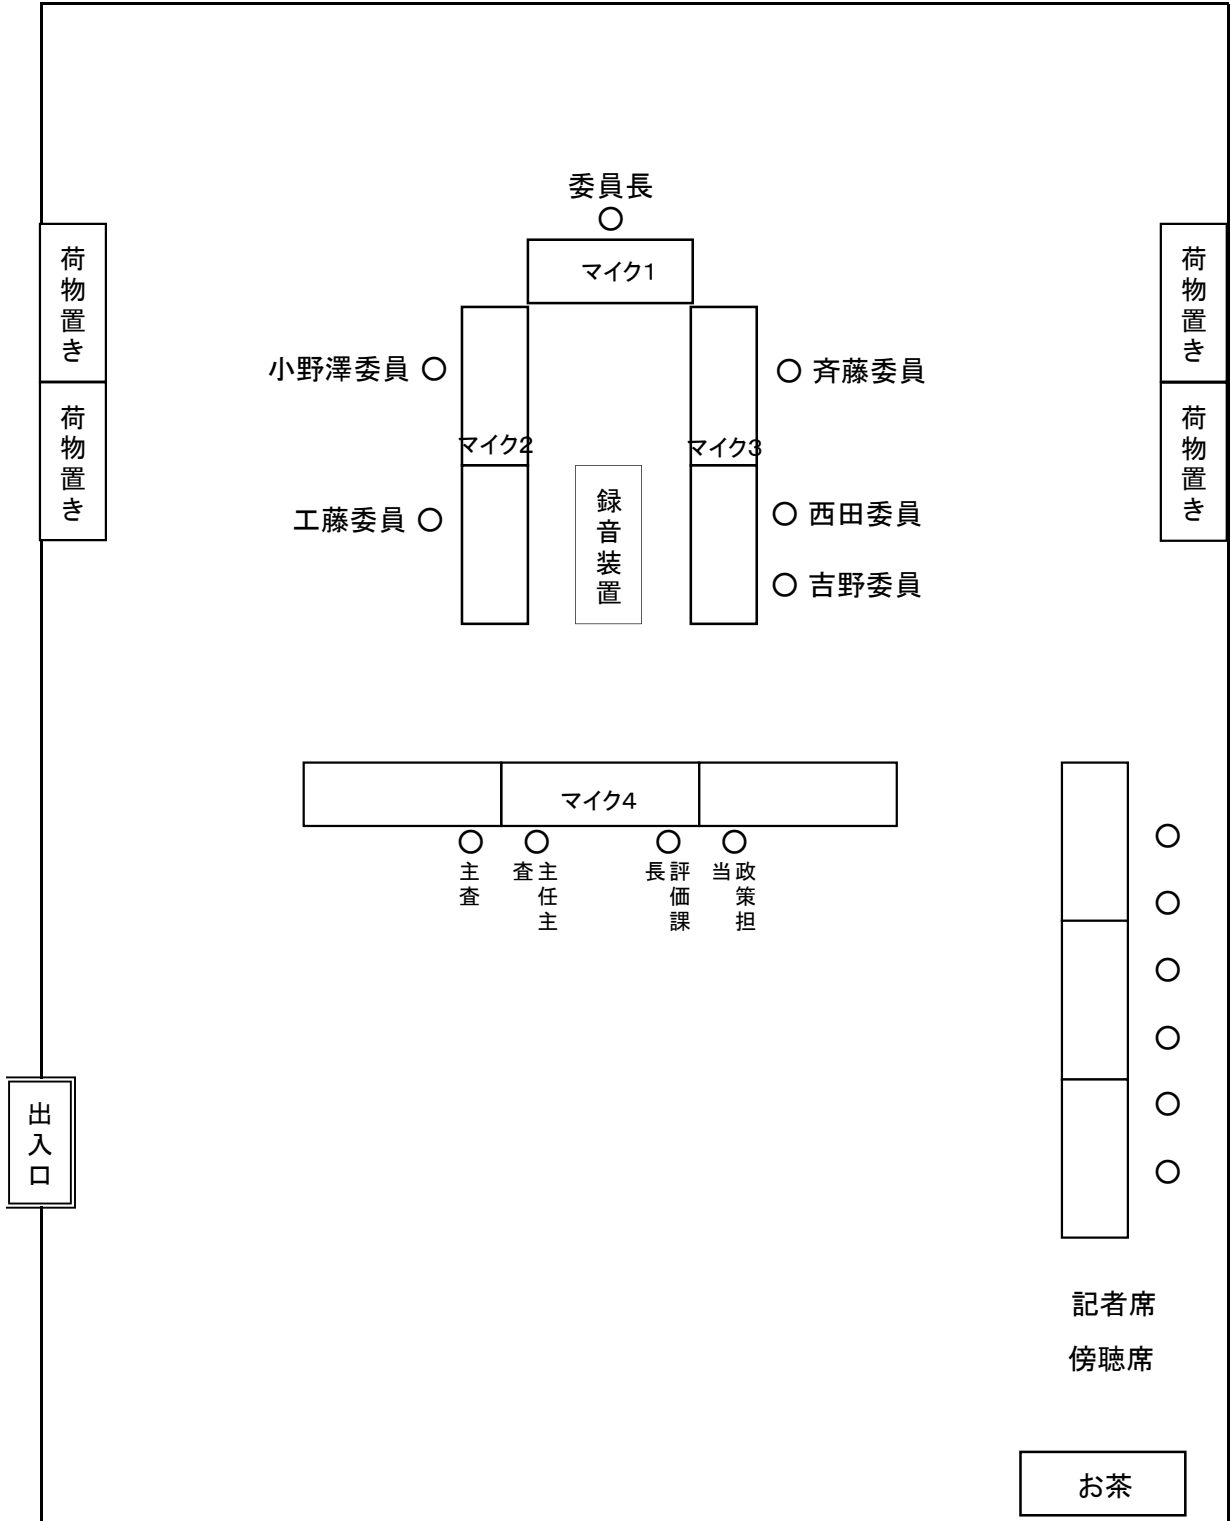 委員長
マイク1
荷物置き
荷物置き
小野澤委員
斉藤委員
荷物置き
荷物置き
マイク2
マイク3
録音装置
工藤委員
西田委員
吉野委員
マイク4
主査
主任主査
評価課長
政策担当
出入口
記者席
傍聴席
お茶